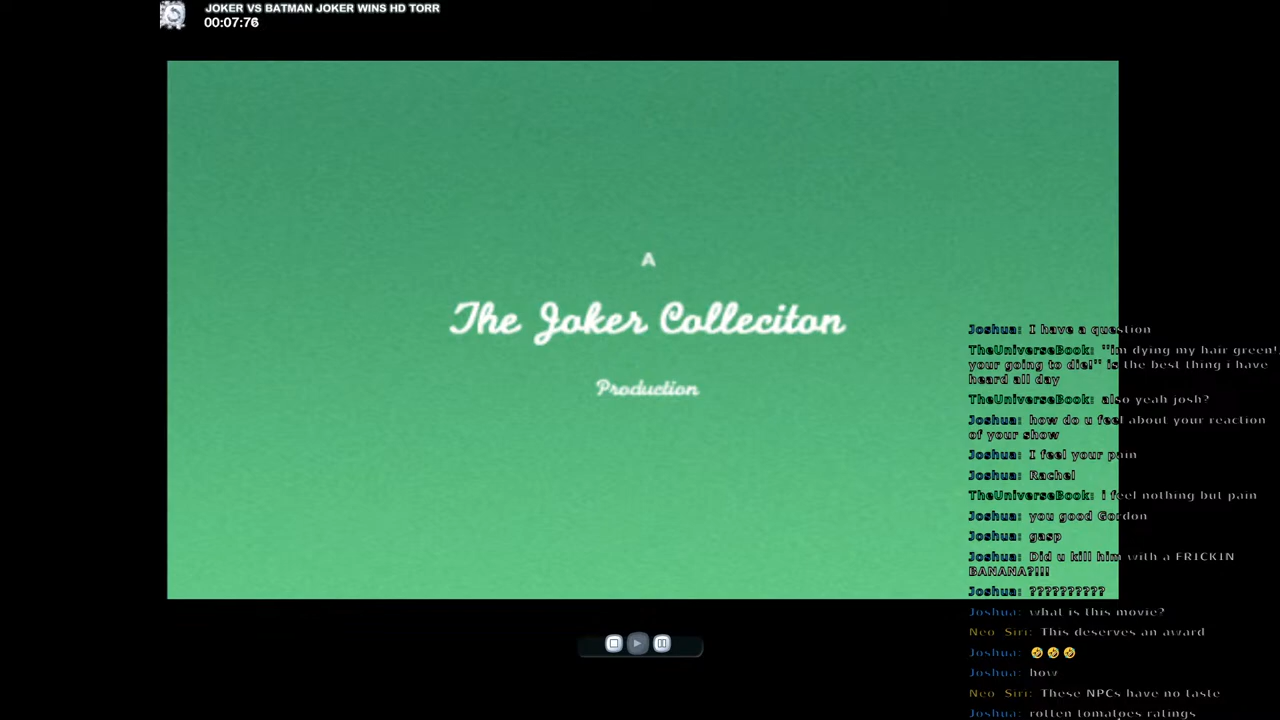 JOKER VS BATMAN JOKER WINS HD TORR
00:07:76
A
The Joker Colleciton
Production
Joshua: I have a question
TheUniverseBook: "im dying my hair green!
your going to die!" is the best thing i have
heard all day
TheUniverseBook: also yeah josh?
Joshua: how do u feel about your reaction
of your show
Joshua: I feel your pain
Joshua: Rachel
TheUniverseBook: i feel nothing but pain
Joshua: you good Gordon
Joshua: gasp
Joshua: Did u kill him with a FRICKIN
BANANA?!!!
Joshua: ??????????
Joshua: what is this movie?
Neo_Siri: This deserves an award
Joshua: 🤣🤣🤣
Joshua: how
Neo_Siri: These NPCs have no taste
Joshua: rotten tomatoes ratings